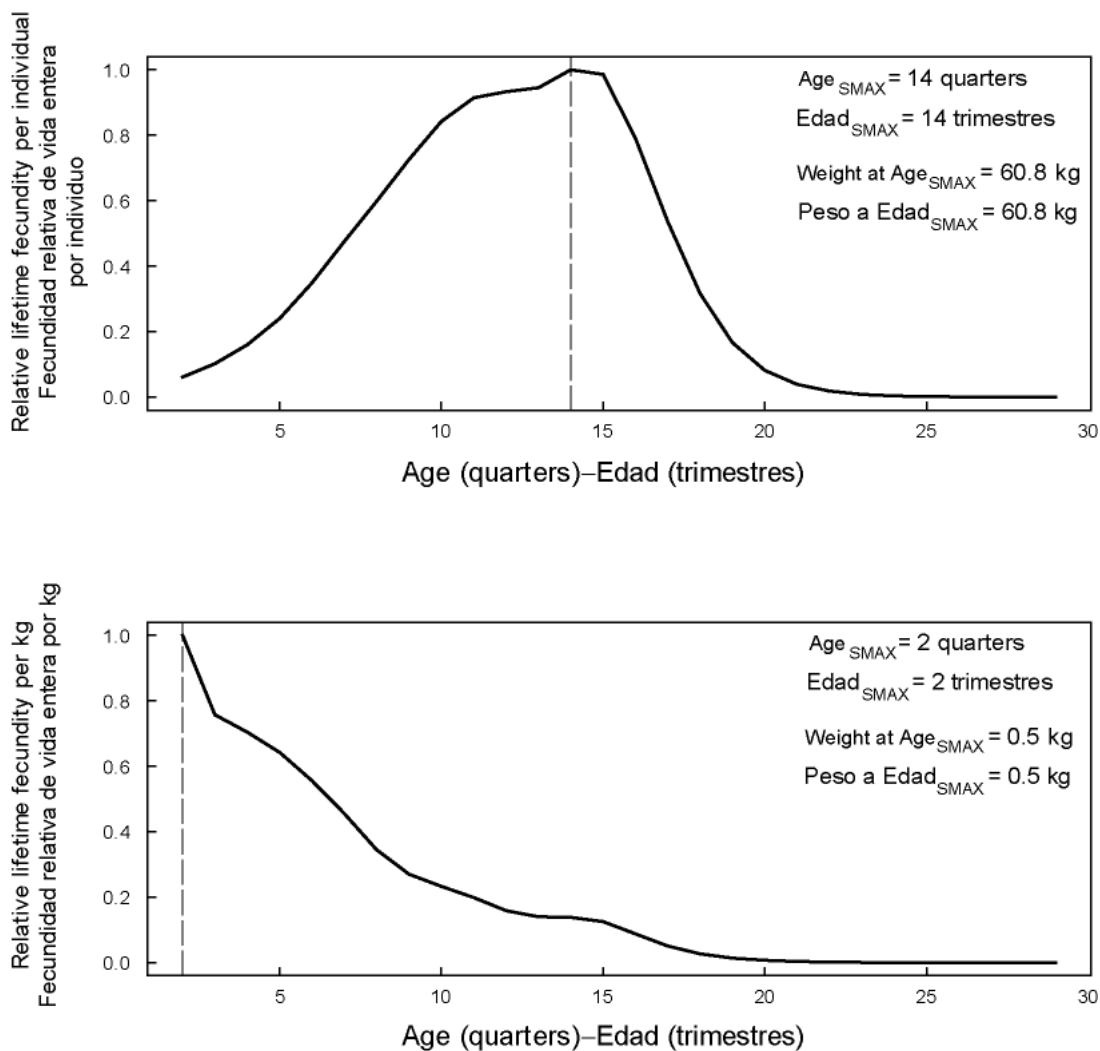 Relative lifetime fecundity per individual
Fecundidad relativa de vida entera
por individuo
1.0
0.8
0.6
0.4
0.2
0.0
Age SMAX = 14 quarters
Edad SMAX = 14 trimestres
Weight at Age SMAX = 60.8 kg
Peso a Edad SMAX = 60.8 kg
5 10 15 20 25 30
Age (quarters)–Edad (trimestres)
Relative lifetime fecundity per kg
Fecundidad relativa de vida entera por kg
1.0
0.8
0.6
0.4
0.2
0.0
Age SMAX = 2 quarters
Edad SMAX = 2 trimestres
Weight at Age SMAX = 0.5 kg
Peso a Edad SMAX = 0.5 kg
5 10 15 20 25 30
Age (quarters)–Edad (trimestres)